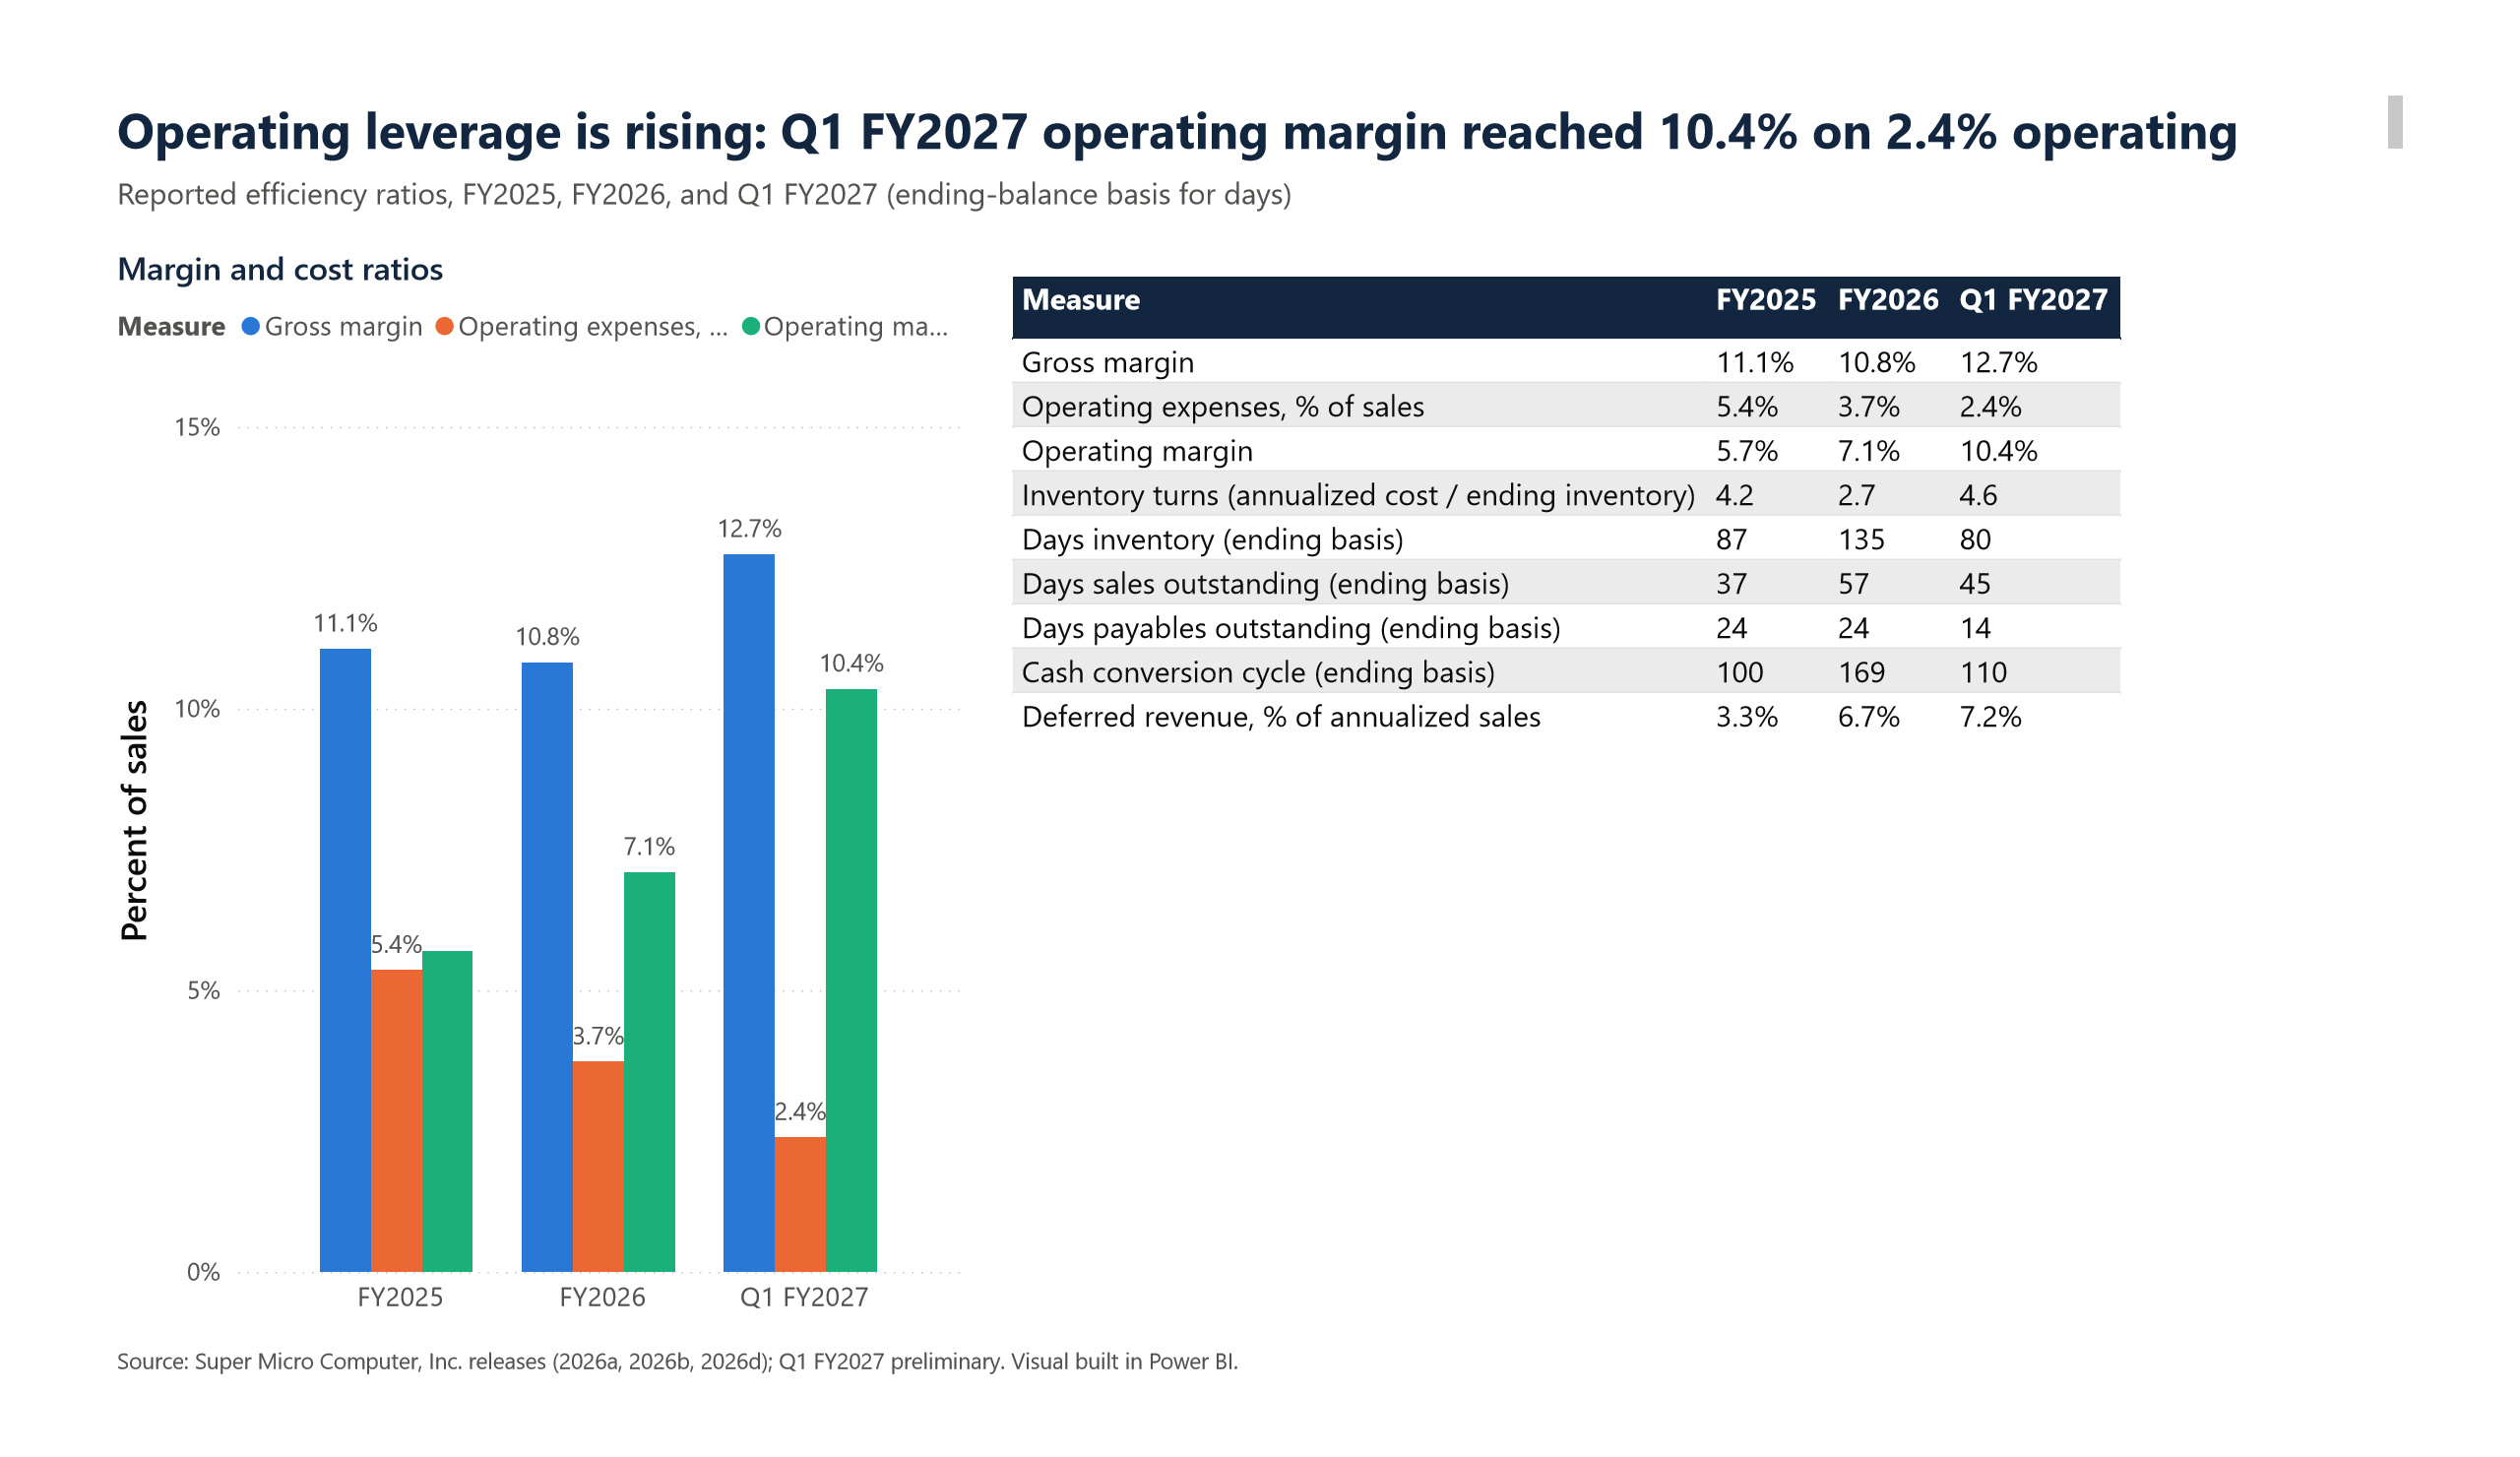 Operating leverage is rising: Q1 FY2027 operating margin reached 10.4% on 2.4% operating
Reported efficiency ratios, FY2025, FY2026, and Q1 FY2027 (ending-balance basis for days)
Margin and cost ratios
Measure Gross margin Operating expenses, ... Operating ma...
15%
10%
5%
0%
Percent of sales
11.1%
5.4%
10.8%
3.7%
7.1%
12.7%
2.4%
10.4%
FY2025 FY2026 Q1 FY2027
Measure FY2025 FY2026 Q1 FY2027
Gross margin 11.1% 10.8% 12.7%
Operating expenses, % of sales 5.4% 3.7% 2.4%
Operating margin 5.7% 7.1% 10.4%
Inventory turns (annualized cost / ending inventory) 4.2 2.7 4.6
Days inventory (ending basis) 87 135 80
Days sales outstanding (ending basis) 37 57 45
Days payables outstanding (ending basis) 24 24 14
Cash conversion cycle (ending basis) 100 169 110
Deferred revenue, % of annualized sales 3.3% 6.7% 7.2%
Source: Super Micro Computer, Inc. releases (2026a, 2026b, 2026d); Q1 FY2027 preliminary. Visual built in Power BI.